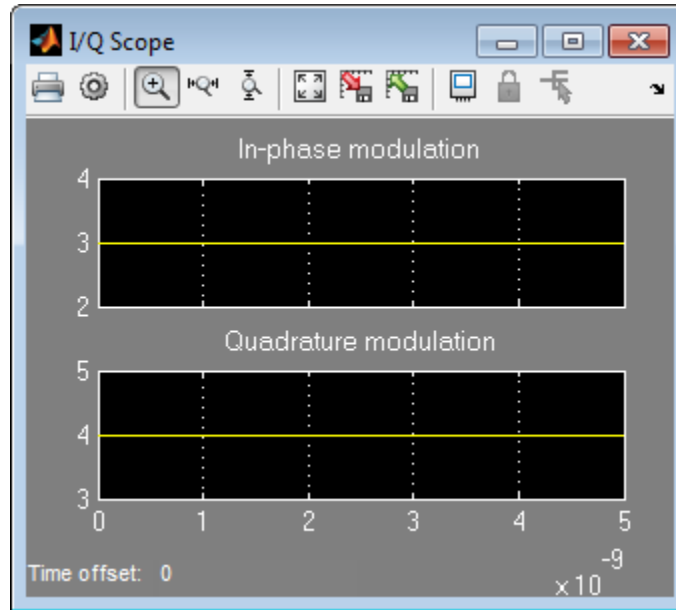 I/Q Scope
In-phase modulation
4
3
2
Quadrature modulation
5
4
3
0 1 2 3 4 5
Time offset: 0
x 10 -9